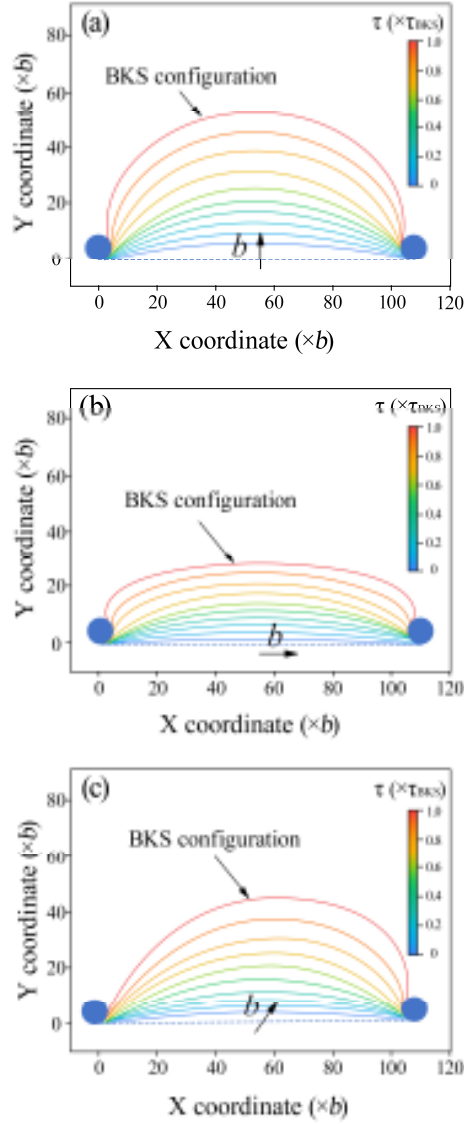 (a)
τ (×τBKS)
BKS configuration
1.0
0.8
0.6
0.4
0.2
0
80
60
40
20
0
Y coordinate (×b)
b
0 20 40 60 80 100 120
X coordinate (×b)
(b)
τ (×τBKS)
BKS configuration
1.0
0.8
0.6
0.4
0.2
0
80
60
40
20
0
Y coordinate (×b)
b
0 20 40 60 80 100 120
X coordinate (×b)
(c)
τ (×τBKS)
BKS configuration
1.0
0.8
0.6
0.4
0.2
0
80
60
40
20
0
Y coordinate (×b)
b
0 20 40 60 80 100 120
X coordinate (×b)